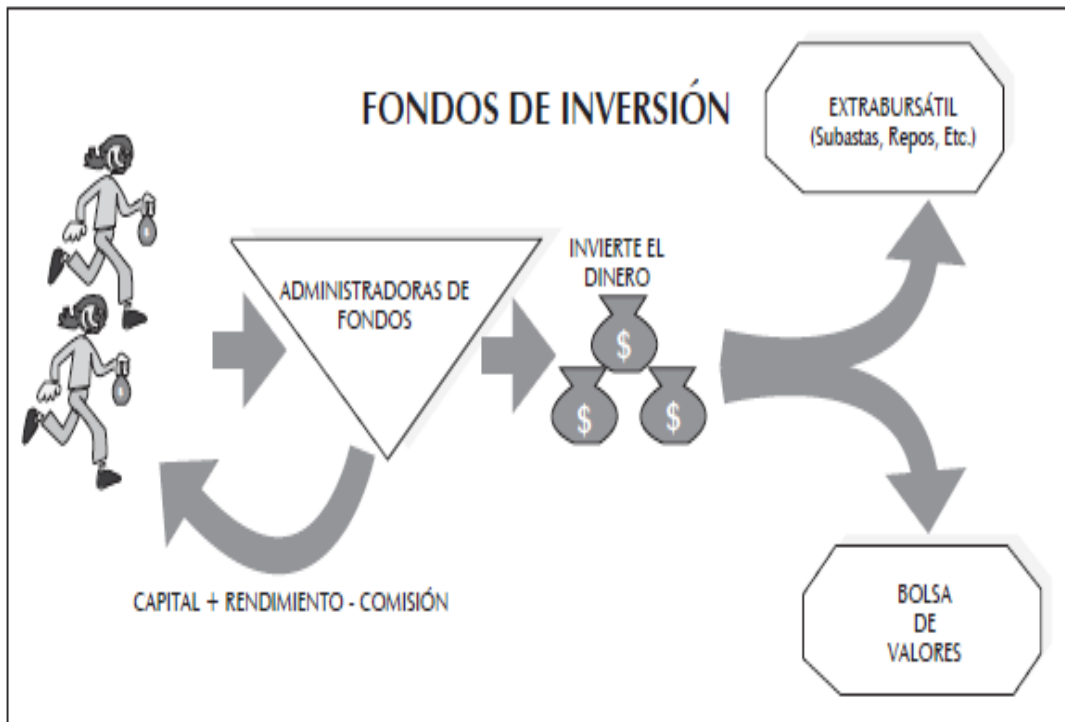 FONDOS DE INVERSIÓN
EXTRABURSÁTIL
(Subastas, Repos, Etc.)
ADMINISTRADORAS DE
FONDOS
INVIERTE EL
DINERO
$
$
$
CAPITAL + RENDIMIENTO - COMISIÓN
BOLSA
DE
VALORES